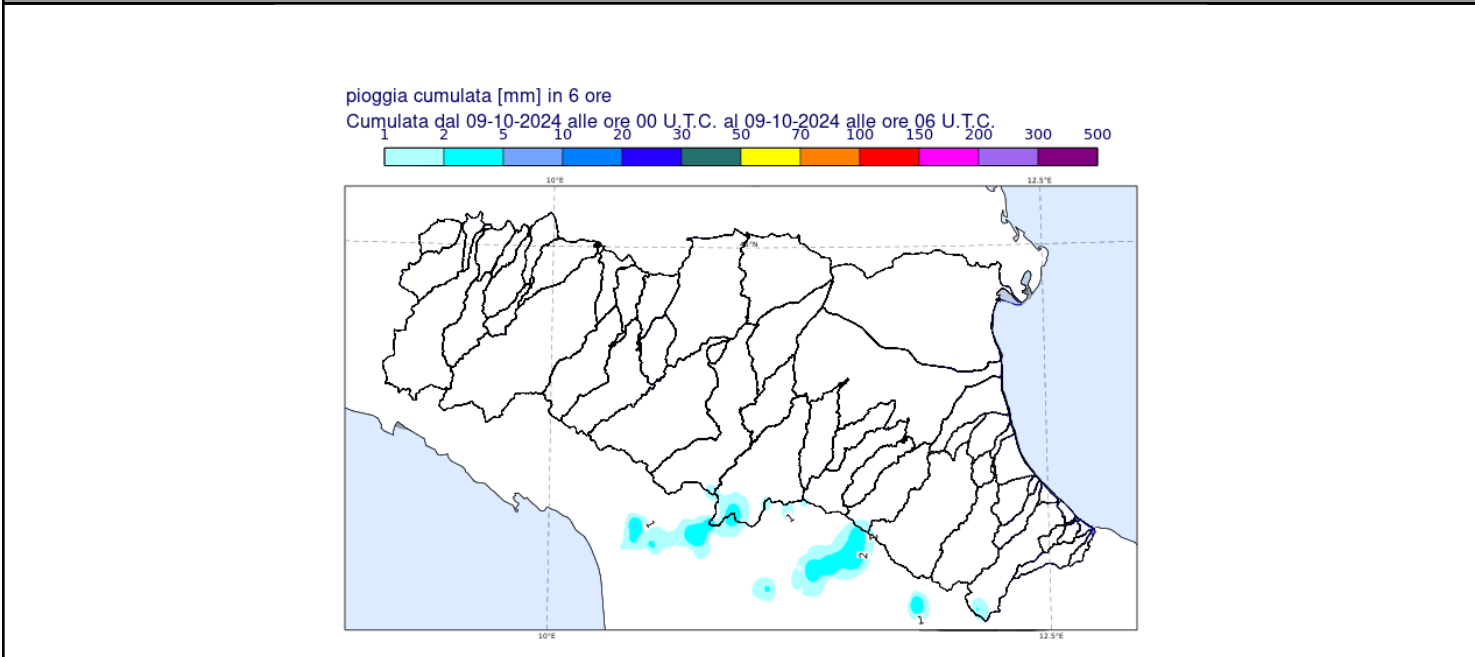 pioggia cumulata [mm] in 6 ore
Cumulata dal 09-10-2024 alle ore 00 U.T.C. al 09-10-2024 alle ore 06 U.T.C.
1 2 5 10 20 30 50 70 100 150 200 300 500
10°E 12.5°E
1
1
2
1
10°E 12.5°E